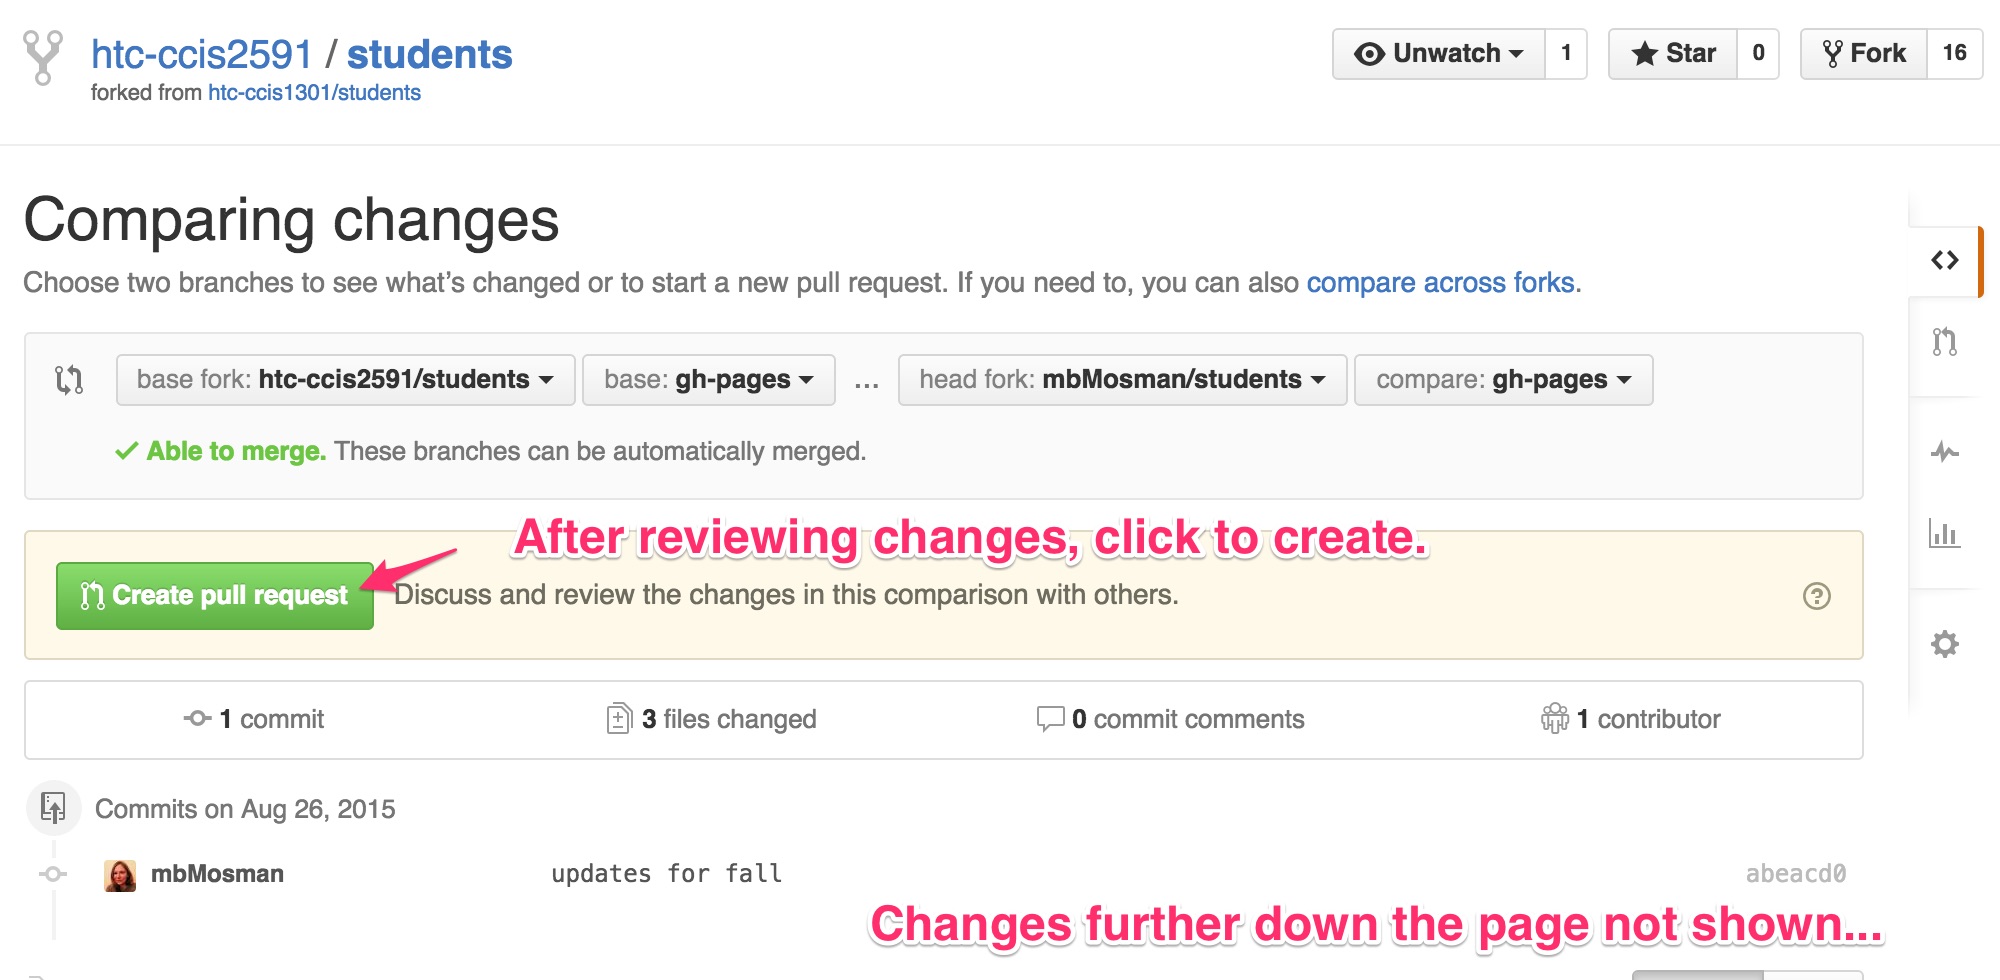 htc-ccis2591 / students
forked from htc-ccis1301/students
Unwatch 1 Star 0 Fork 16
Comparing changes
Choose two branches to see what’s changed or to start a new pull request. If you need to, you can also compare across forks.
base fork: htc-ccis2591/students base: gh-pages ... head fork: mbMosman/students compare: gh-pages
Able to merge. These branches can be automatically merged.
After reviewing changes, click to create.
Create pull request Discuss and review the changes in this comparison with others.
1 commit 3 files changed 0 commit comments 1 contributor
Commits on Aug 26, 2015
mbMosman updates for fall abeacd0
Changes further down the page not shown...